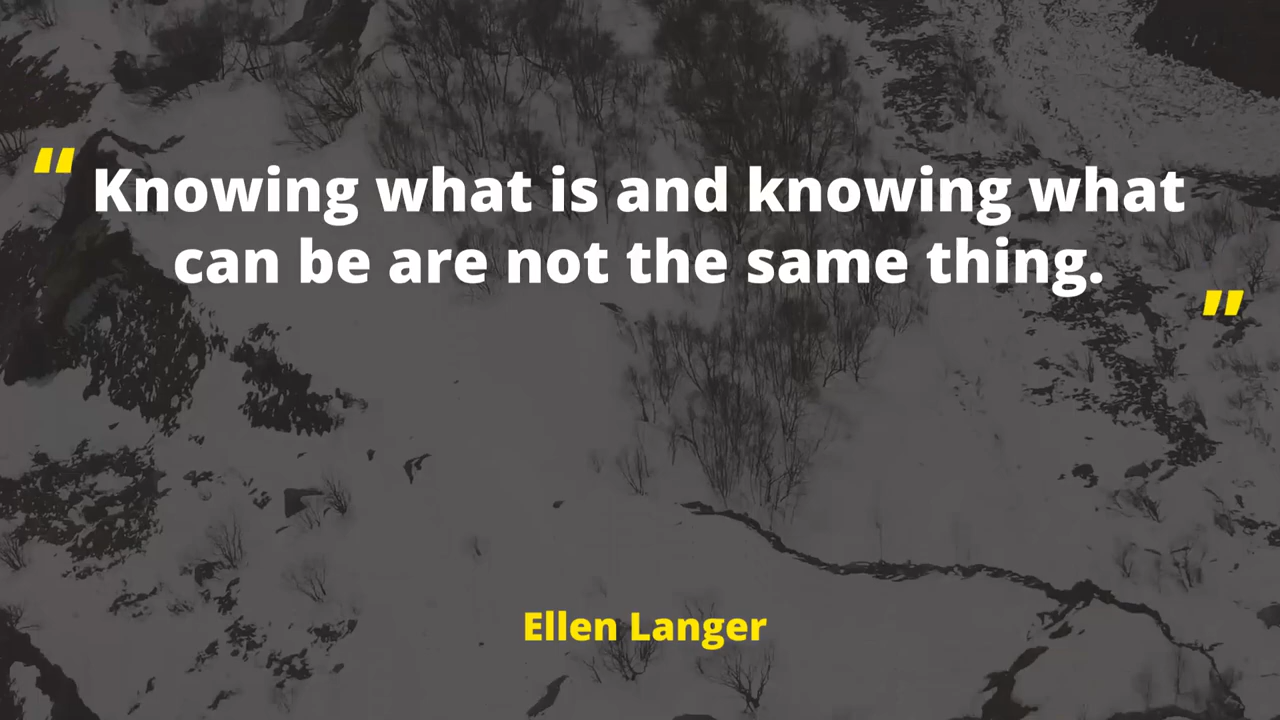 "Knowing what is and knowing what
can be are not the same thing."
Ellen Langer